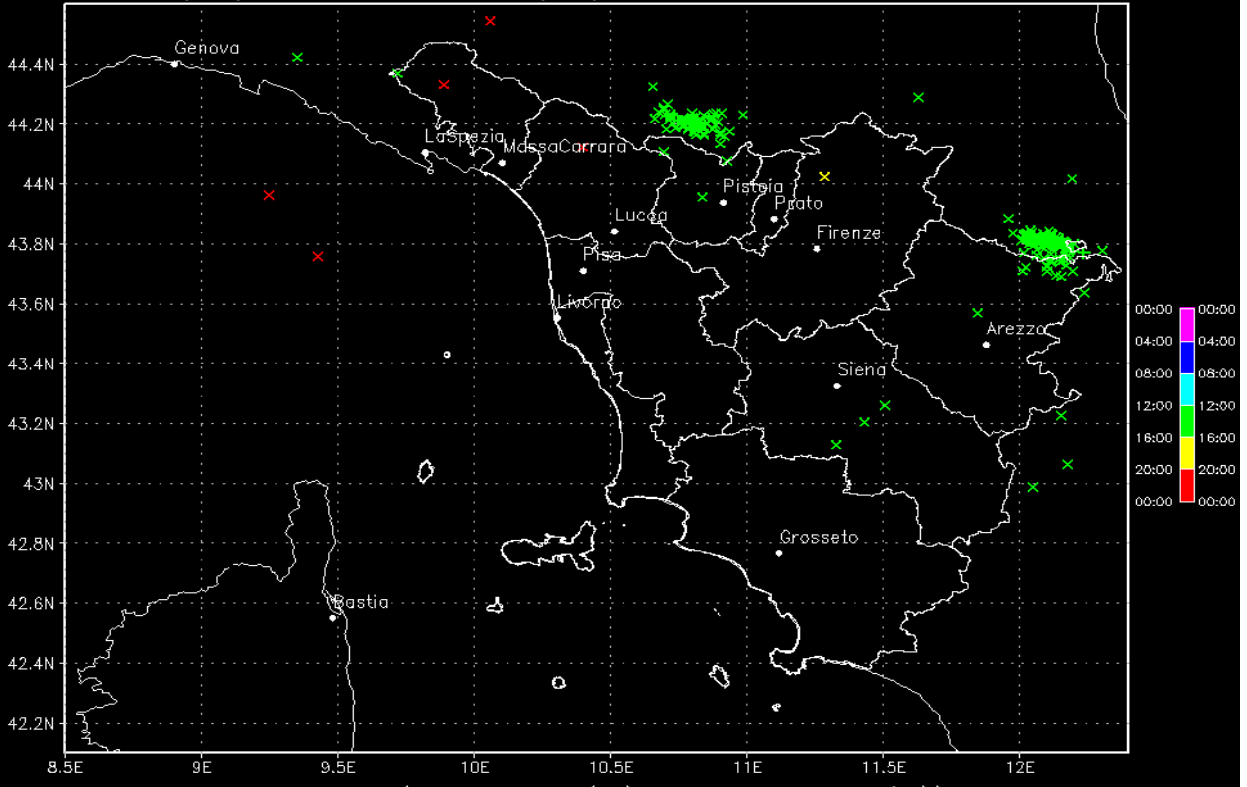 Genova
44.4N
44.2N
LaSpezia
MassaCarrara
44N
Pistoia
Prato
Lucca
Firenze
43.8N
Pisa
43.6N
Livorno
Arezzo
00:00 00:00
04:00 04:00
08:00 08:00
12:00 12:00
16:00 16:00
20:00 20:00
00:00 00:00
43.4N
Siena
43.2N
43N
Grosseto
42.8N
42.6N
Bastia
42.4N
42.2N
8.5E 9E 9.5E 10E 10.5E 11E 11.5E 12E